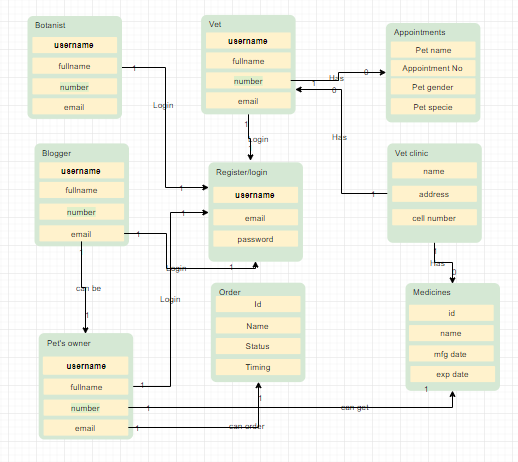 Botanist
username
fullname
number
email
Vet
username
fullname
number
email
Appointments
Pet name
Appointment No
Pet gender
Pet specie
1
Login
1
1
Has
0
0
Has
1
1
Login
1
Blogger
username
fullname
number
email
Register/login
username
email
password
Vet clinic
name
address
cell number
1
Login
1
1
Login
1
1
can be
1
1
Has
0
Order
Id
Name
Status
Timing
Medicines
id
name
mfg date
exp date
Pet's owner
username
fullname
number
email
1
can get
1
1
can order
1